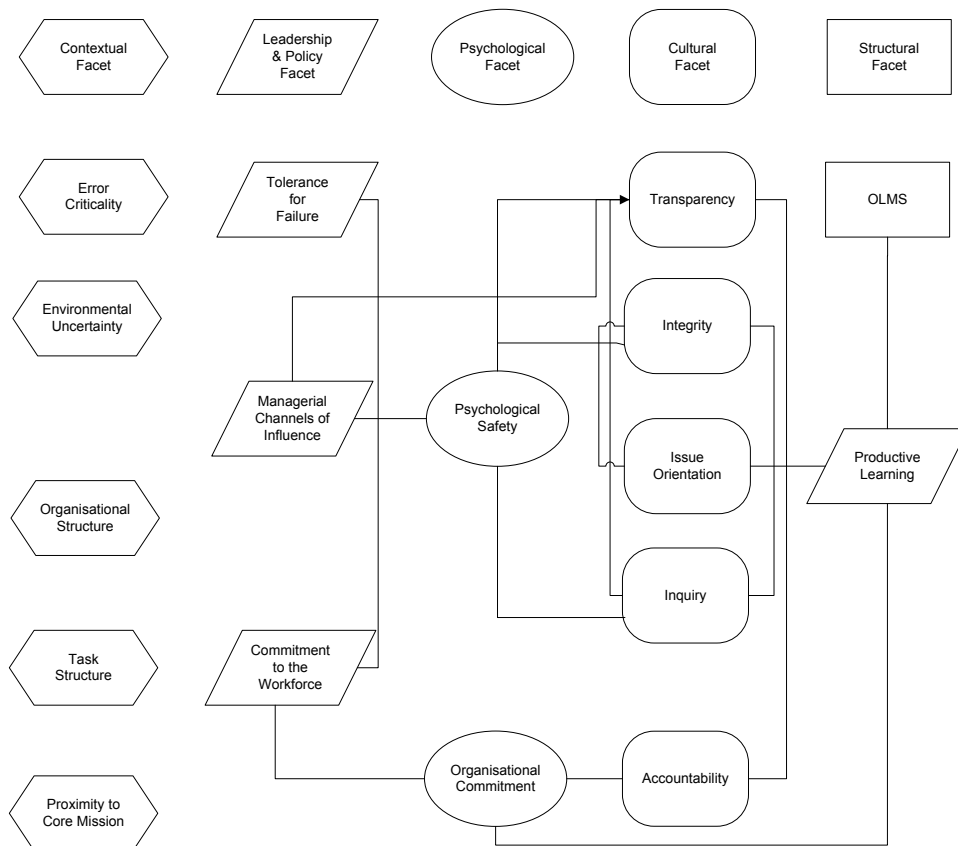 Contextual
Facet
Leadership
& Policy
Facet
Psychological
Facet
Cultural
Facet
Structural
Facet
Error
Criticality
Tolerance
for
Failure
Transparency
OLMS
Environmental
Uncertainty
Integrity
Managerial
Channels of
Influence
Psychological
Safety
Issue
Orientation
Productive
Learning
Organisational
Structure
Inquiry
Task
Structure
Commitment
to the
Workforce
Organisational
Commitment
Accountability
Proximity to
Core Mission